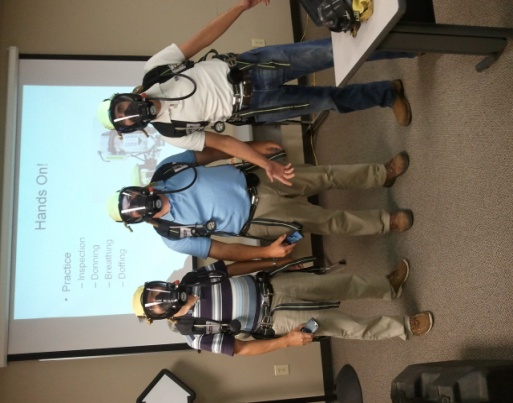 Hands On!
• Practice
– Inspection
– Donning
– Breathing
– Doffing